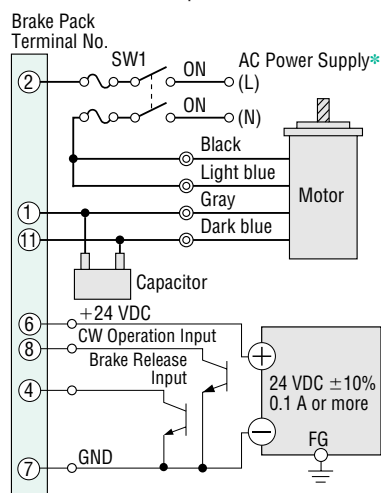 Brake Pack
Terminal No.
SW1
AC Power Supply*
2
ON
(L)
ON
(N)
Black
Light blue
Gray
Dark blue
Motor
1
11
Capacitor
6
+24 VDC
8
CW Operation Input
Brake Release
Input
4
24 VDC ±10%
0.1 A or more
+
−
FG
7
GND